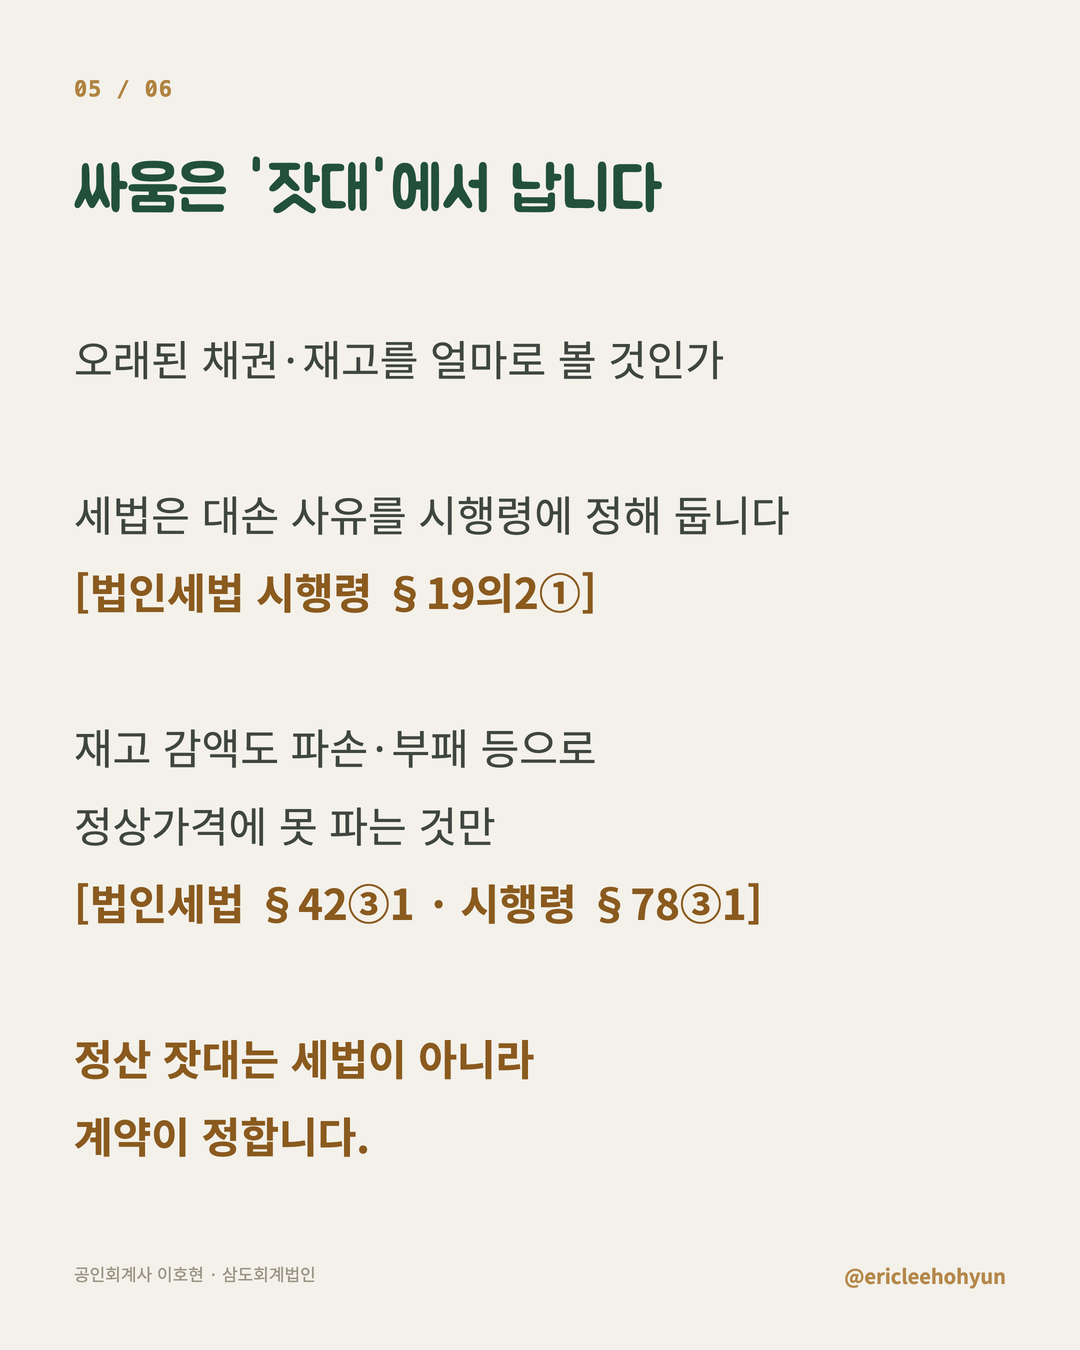 05 / 06
싸움은 '잣대'에서 납니다
오래된 채권·재고를 얼마로 볼 것인가
세법은 대손 사유를 시행령에 정해 둡니다
[법인세법 시행령 §19의2①]
재고 감액도 파손·부패 등으로
정상가격에 못 파는 것만
[법인세법 §42③1 · 시행령 §78③1]
정산 잣대는 세법이 아니라
계약이 정합니다.
공인회계사 이호현 · 삼도회계법인
@ericleehohyun